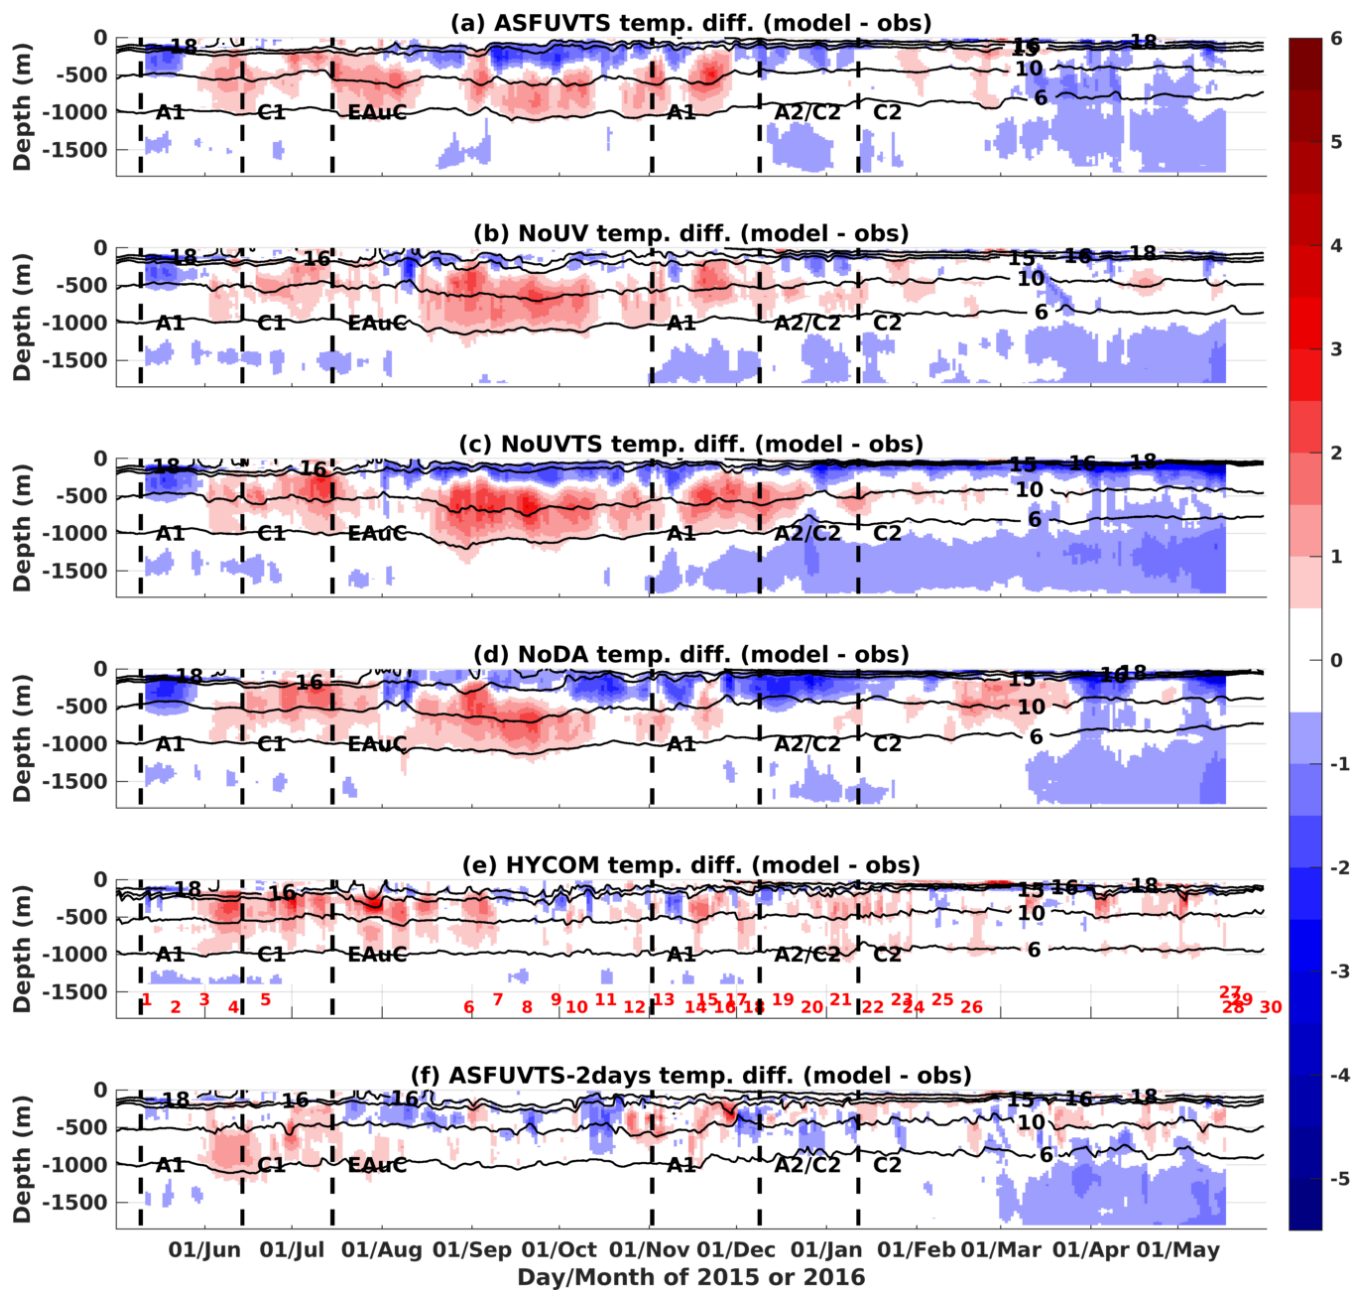 (a) ASFUVTS temp. diff. (model - obs)
Depth (m)
0
-500
-1000
-1500
18
16
15
18
10
6
A1
C1
EAuC
A1
A2/C2
C2
(b) NoUV temp. diff. (model - obs)
Depth (m)
0
-500
-1000
-1500
18
16
15
16
18
10
6
A1
C1
EAuC
A1
A2/C2
C2
(c) NoUVTS temp. diff. (model - obs)
Depth (m)
0
-500
-1000
-1500
18
16
15
16
18
10
6
A1
C1
EAuC
A1
A2/C2
C2
(d) NoDA temp. diff. (model - obs)
Depth (m)
0
-500
-1000
-1500
18
16
15
16
18
10
6
A1
C1
EAuC
A1
A2/C2
C2
(e) HYCOM temp. diff. (model - obs)
Depth (m)
0
-500
-1000
-1500
18
16
15
16
18
10
6
A1
C1
EAuC
A1
A2/C2
C2
1 2 3 4 5 6 7 8 9 10 11 12 13 14 15 16 17 18 19 20 21 22 23 24 25 26 27 28 29 30
(f) ASFUVTS-2days temp. diff. (model - obs)
Depth (m)
0
-500
-1000
-1500
18
16
16
15
16
18
10
6
A1
C1
EAuC
A1
A2/C2
C2
01/Jun 01/Jul 01/Aug 01/Sep 01/Oct 01/Nov 01/Dec 01/Jan 01/Feb 01/Mar 01/Apr 01/May
Day/Month of 2015 or 2016
6
5
4
3
2
1
0
-1
-2
-3
-4
-5